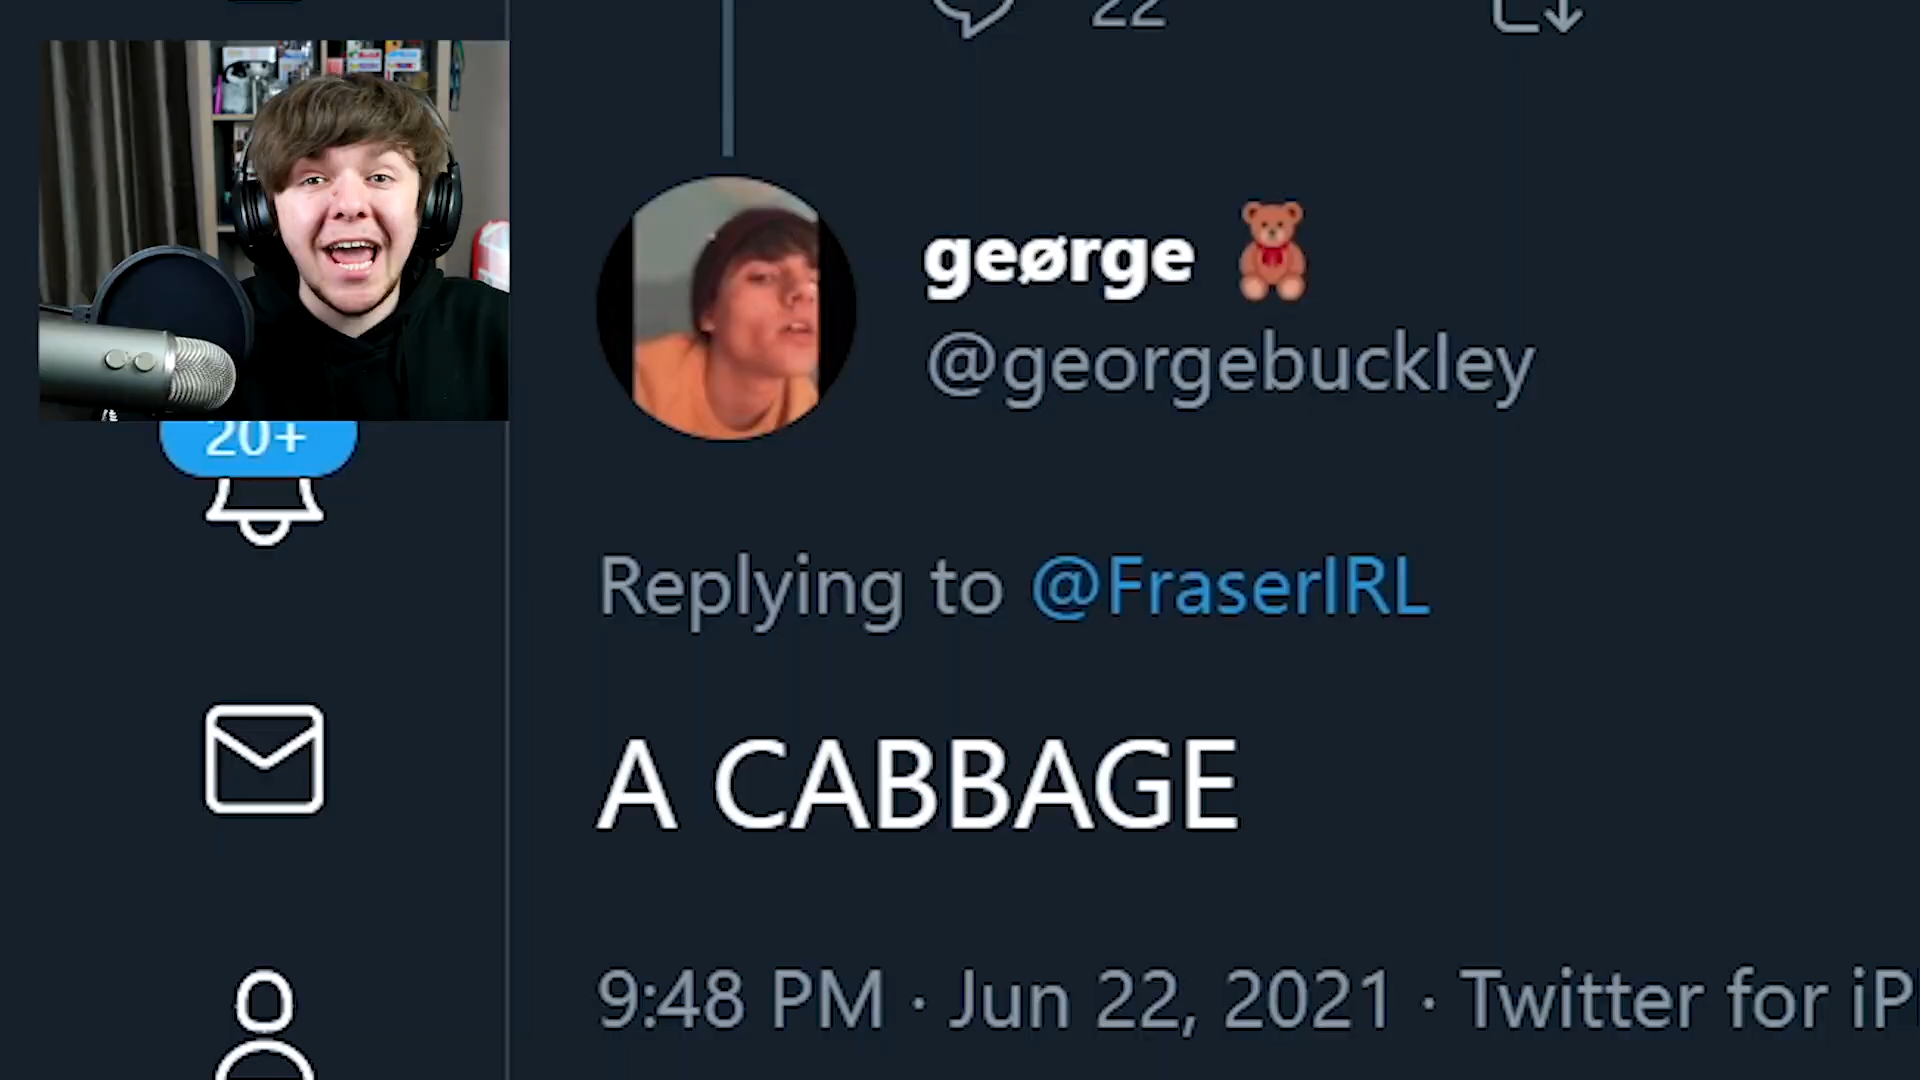 22
geørge 🧸
@georgebuckley
20+
Replying to @FraserIRL
A CABBAGE
9:48 PM · Jun 22, 2021 · Twitter for iP